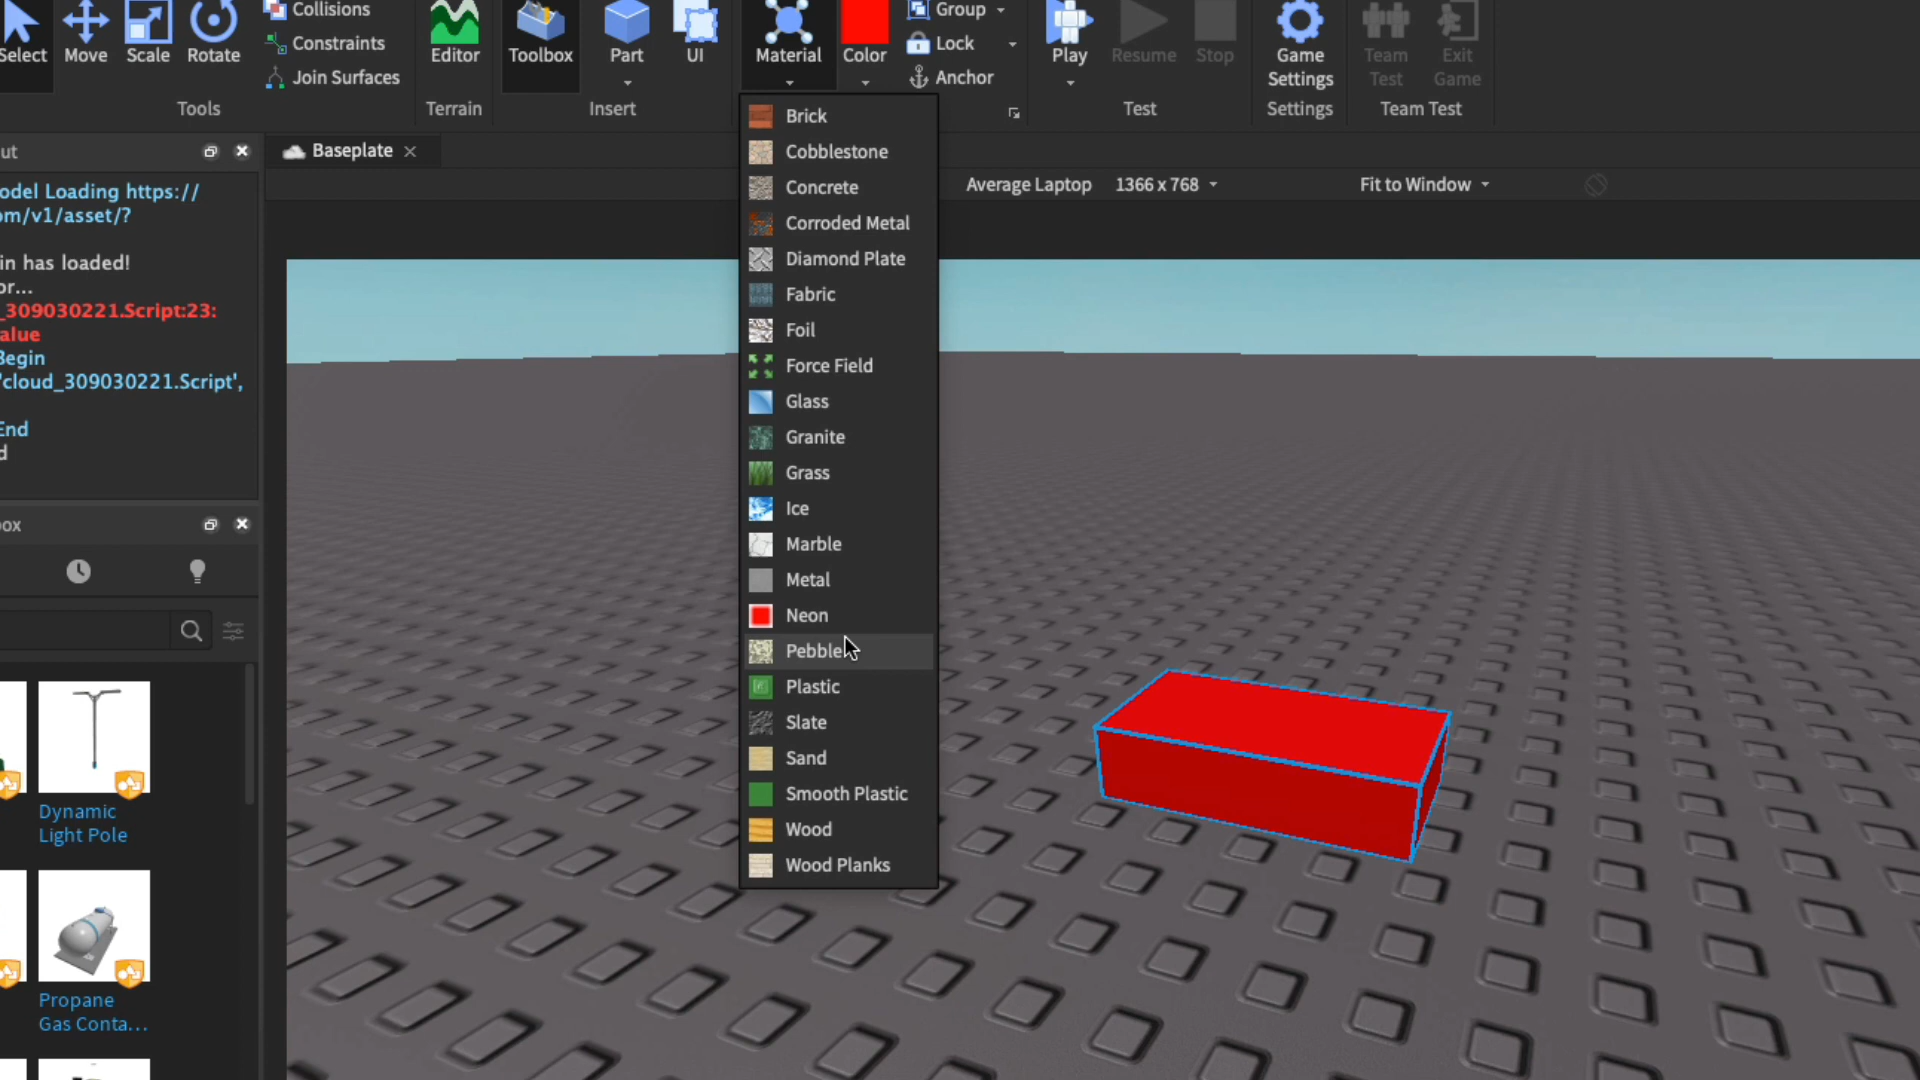 Select
Move
Scale
Rotate
Collisions
Constraints
Join Surfaces
Tools
Editor
Terrain
Toolbox
Part
UI
Insert
Material
Color
Group
Lock
Anchor
Play
Resume
Stop
Test
Game
Settings
Settings
Team
Test
Exit
Game
Team Test
ut
odel Loading https://
om/v1/asset/?
in has loaded!
or...
_309030221.Script:23:
alue
Begin
'cloud_309030221.Script',
End
d
Baseplate
Average Laptop 1366 x 768
Fit to Window
Brick
Cobblestone
Concrete
Corroded Metal
Diamond Plate
Fabric
Foil
Force Field
Glass
Granite
Grass
Ice
Marble
Metal
Neon
Pebble
Plastic
Slate
Sand
Smooth Plastic
Wood
Wood Planks
ox
Dynamic
Light Pole
Propane
Gas Conta...